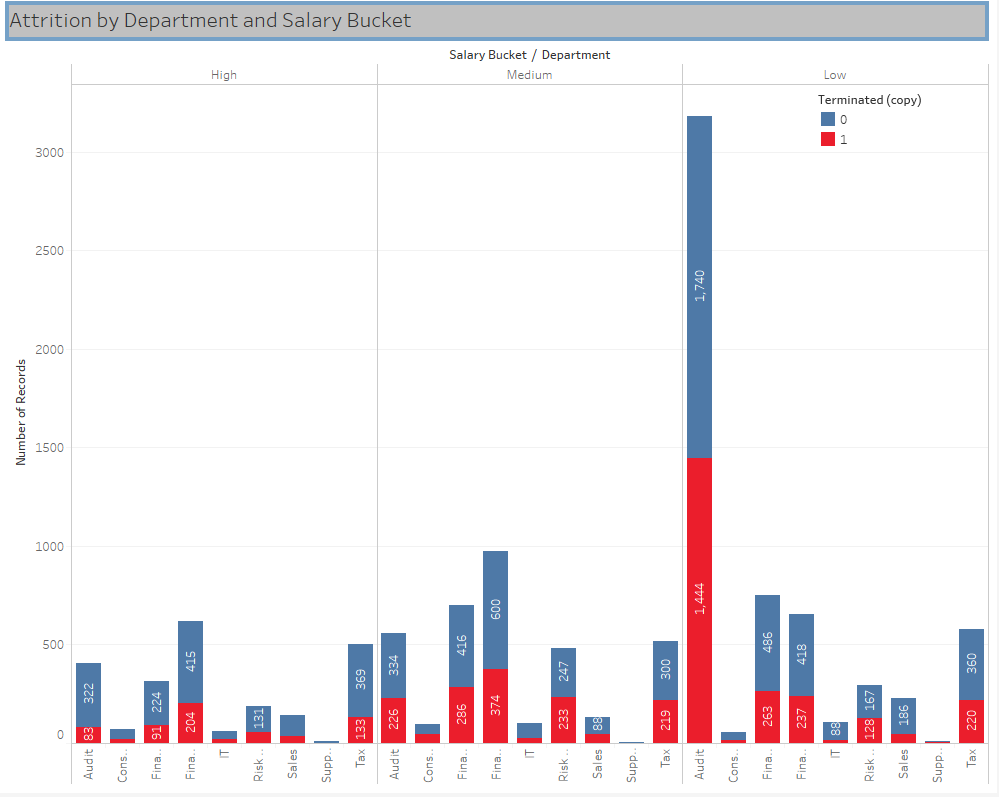 Attrition by Department and Salary Bucket
Salary Bucket / Department
High
Medium
Low
Terminated (copy)
0
1
Number of Records
3000
2500
2000
1500
1000
500
0
322
83
224
91
415
204
131
369
133
334
226
416
286
600
374
247
233
88
300
219
1,740
1,444
486
263
418
237
88
167
128
186
360
220
Audit
Cons..
Fina..
Fina..
IT
Risk ..
Sales
Supp..
Tax
Audit
Cons..
Fina..
Fina..
IT
Risk ..
Sales
Supp..
Tax
Audit
Cons..
Fina..
Fina..
IT
Risk ..
Sales
Supp..
Tax